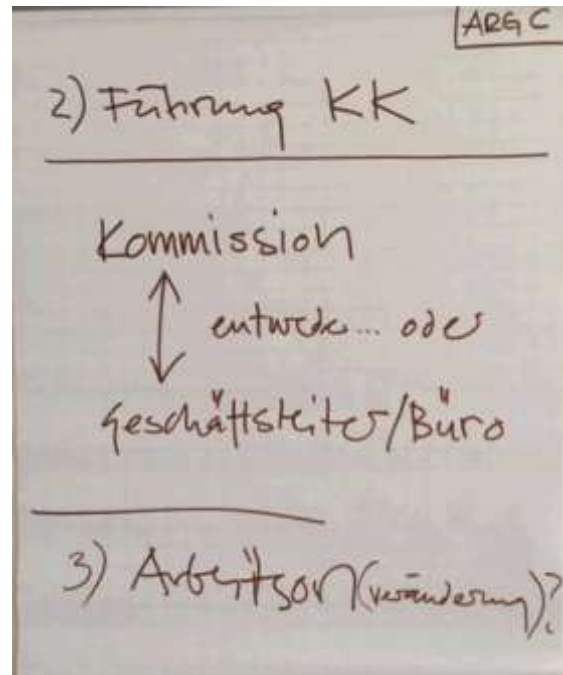 ARG C
2) Führung KK
Kommission
entweder... oder
Geschäftsleiter/Büro
3) Arbeitsort (veränderung)?